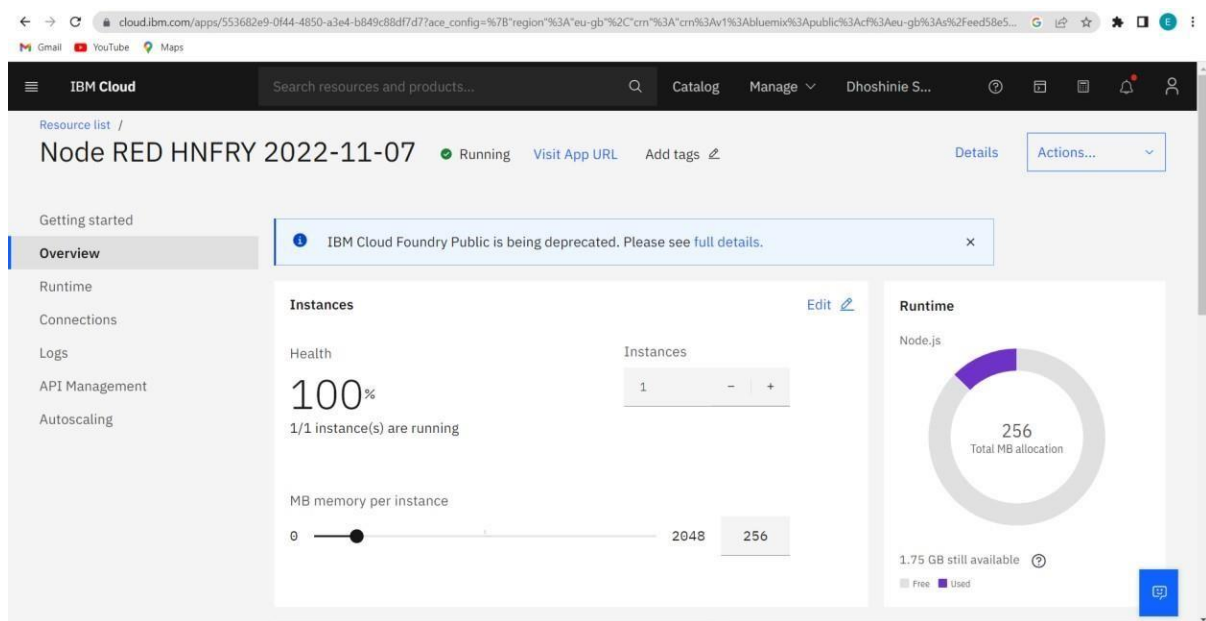 cloud.ibm.com/apps/553682e9-0f44-4850-a3e4-b849c88df7d7?ace_config=%7B"region"%3A"eu-gb"%2C"crn"%3A"crn%3Av1%3Abluemix%3Apublic%3Acf%3Aeu-gb%3As%2Feed58e5...
G
E
Gmail YouTube Maps
IBM Cloud Search resources and products... Catalog Manage Dhoshinie S...
Resource list /
Node RED HNFRY 2022-11-07 Running Visit App URL Add tags Details Actions...
Getting started
Overview
Runtime
Connections
Logs
API Management
Autoscaling
IBM Cloud Foundry Public is being deprecated. Please see full details.
Instances Edit
Health
100%
1/1 instance(s) are running
Instances
1 - +
MB memory per instance
0 2048 256
Runtime
Node.js
256
Total MB allocation
1.75 GB still available
Free Used